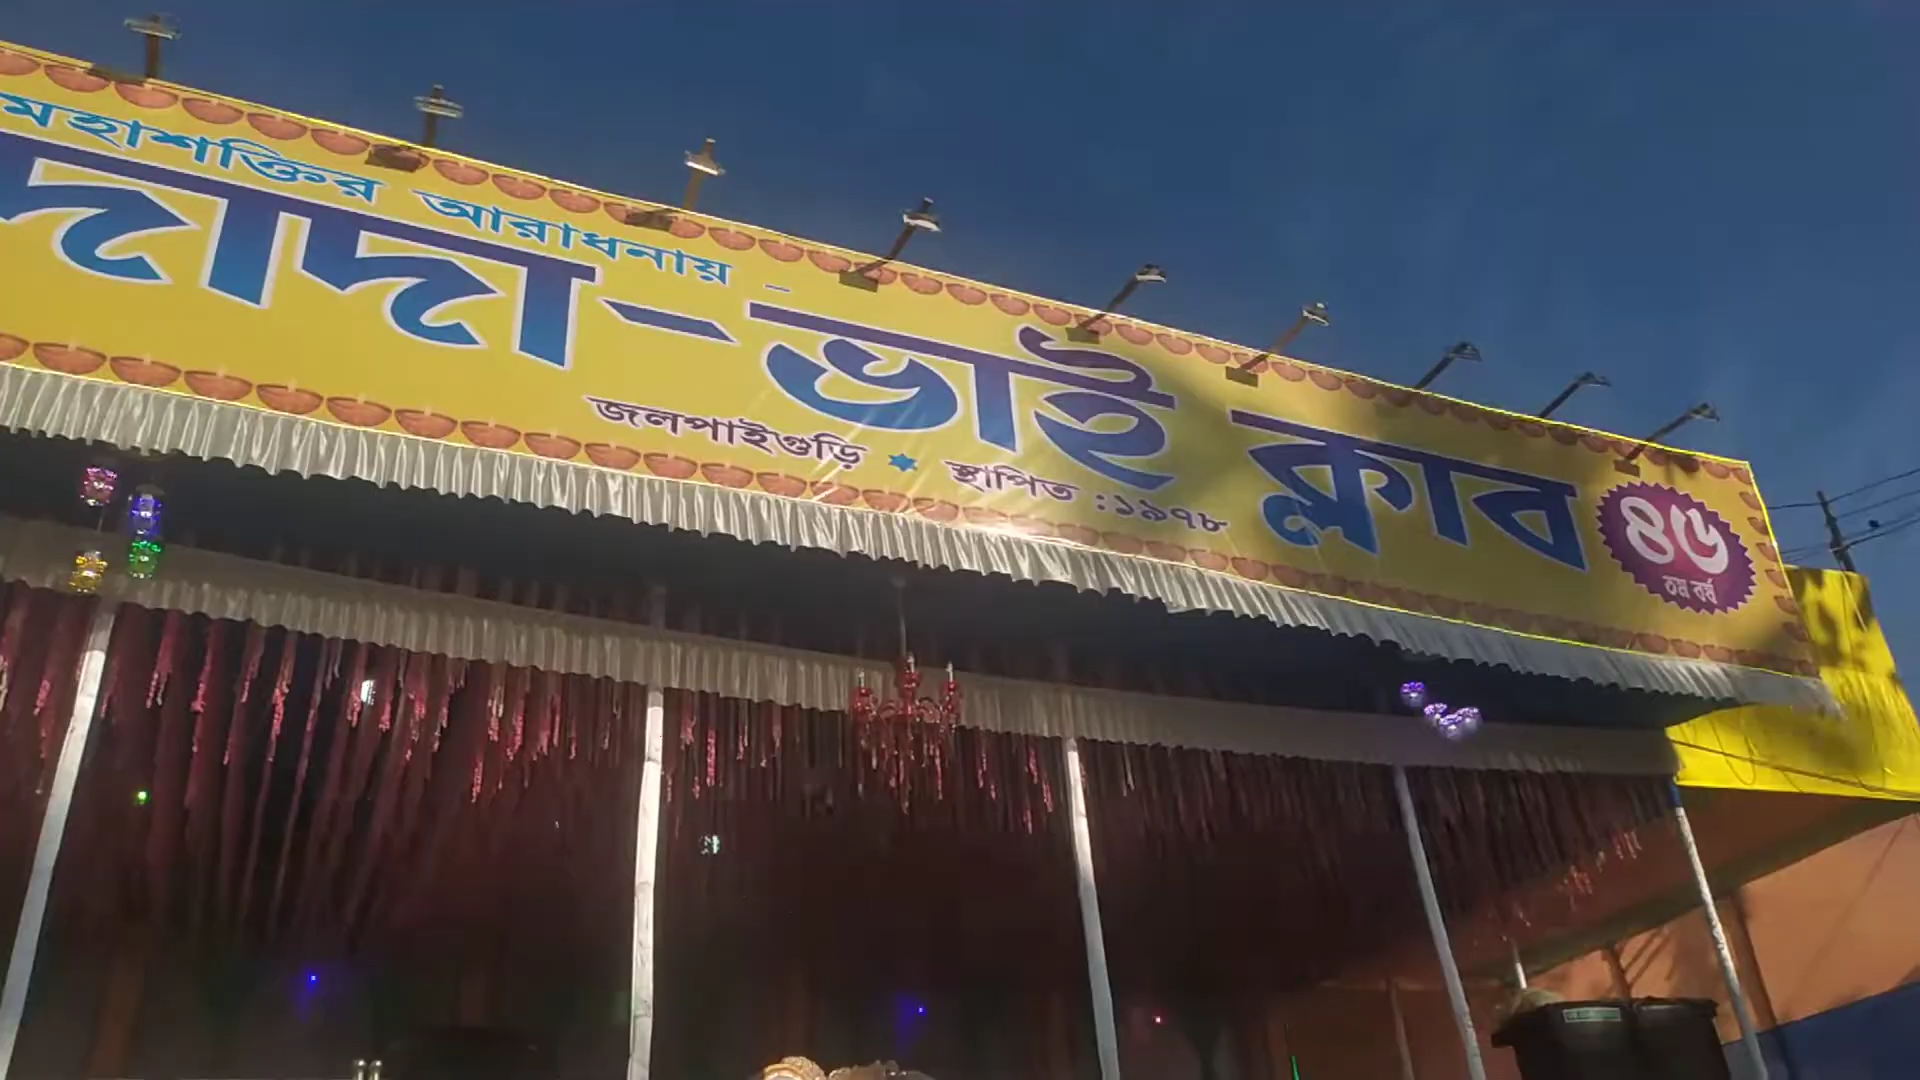 মহাশক্তির আরাধনায় _
দাদা-ভাই ক্লাব
জলপাইগুড়ি ★ স্থাপিত :১৯৭৮
৪৬
তম বর্ষ